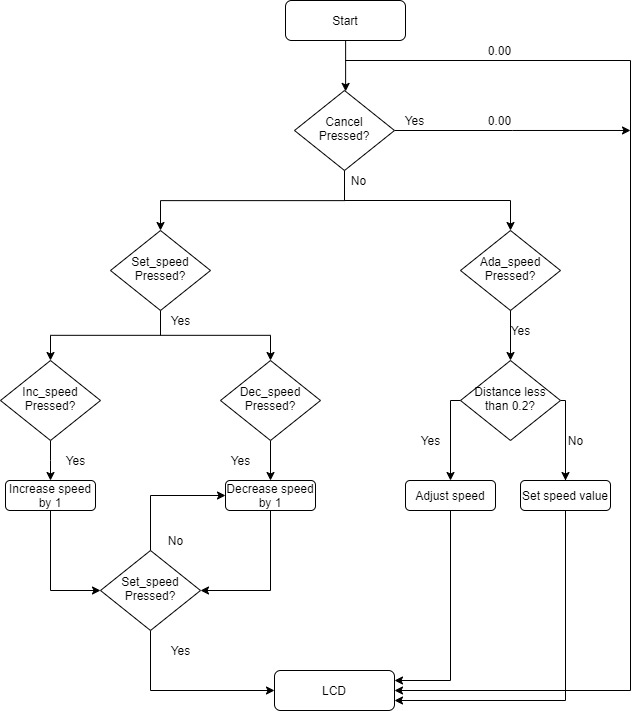 Start
0.00
Cancel
Pressed?
Yes
0.00
No
Set_speed
Pressed?
Ada_speed
Pressed?
Yes
Yes
Inc_speed
Pressed?
Dec_speed
Pressed?
Distance less
than 0.2?
Yes
Yes
Yes
No
Increase speed
by 1
Decrease speed
by 1
Adjust speed
Set speed value
No
Set_speed
Pressed?
Yes
LCD